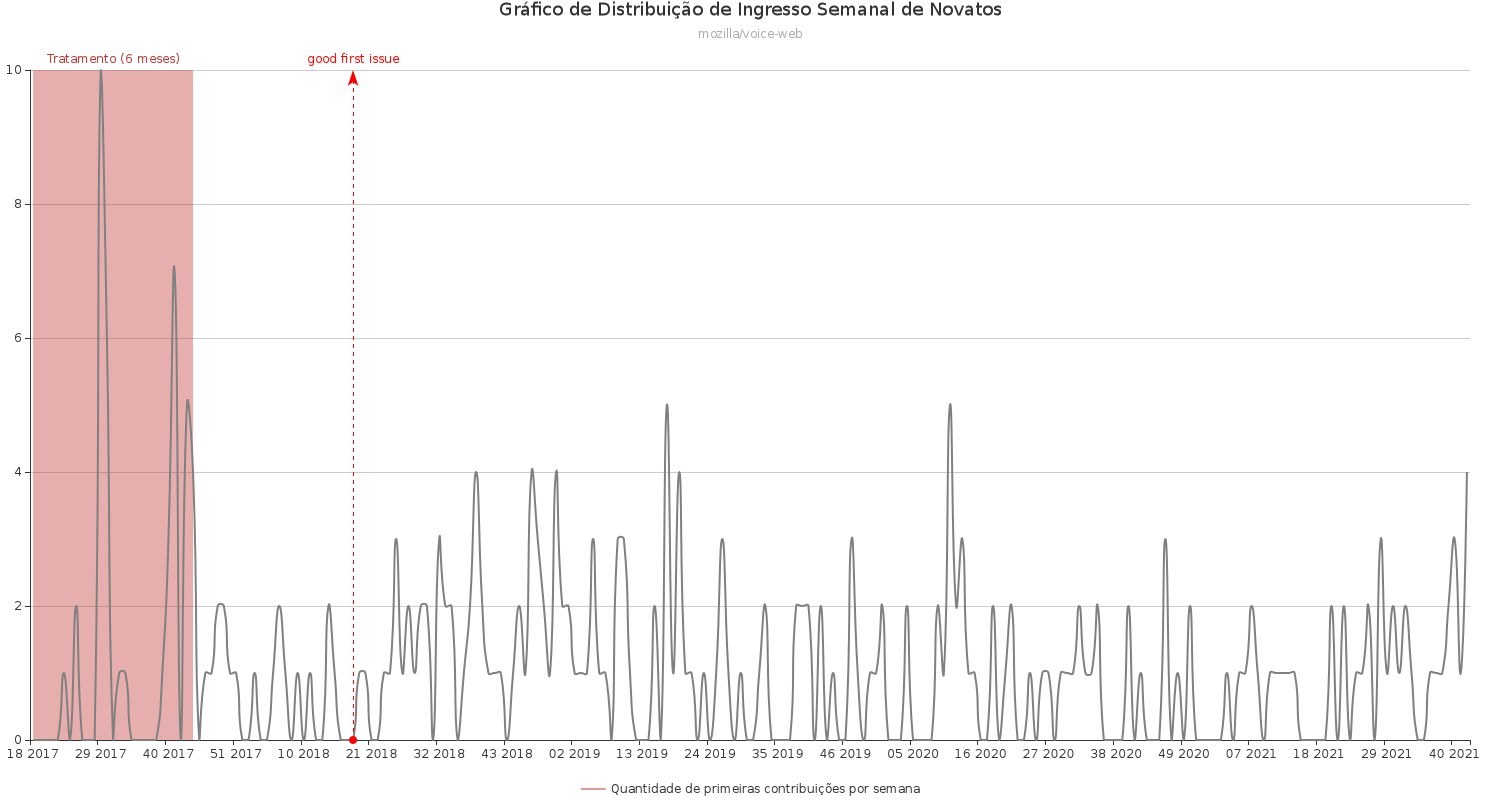 Gráfico de Distribuição de Ingresso Semanal de Novatos
mozilla/voice-web
Tratamento (6 meses)
good first issue
10
8
6
4
2
0
18 2017 29 2017 40 2017 51 2017 10 2018 21 2018 32 2018 43 2018 02 2019 13 2019 24 2019 35 2019 46 2019 05 2020 16 2020 27 2020 38 2020 49 2020 07 2021 18 2021 29 2021 40 2021
Quantidade de primeiras contribuições por semana